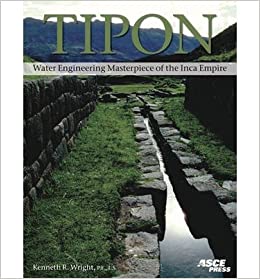 TIPON
Water Engineering Masterpiece of the Inca Empire
Kenneth R. Wright, P.E., L.S.
ASCE
PRESS